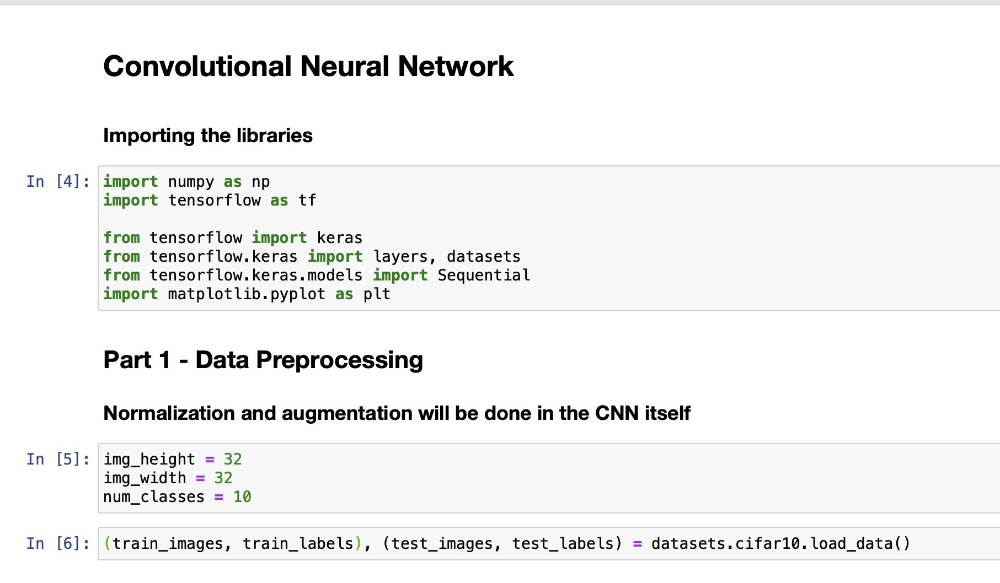 Convolutional Neural Network
Importing the libraries
In [4]: import numpy as np
import tensorflow as tf
from tensorflow import keras
from tensorflow.keras import layers, datasets
from tensorflow.keras.models import Sequential
import matplotlib.pyplot as plt
Part 1 - Data Preprocessing
Normalization and augmentation will be done in the CNN itself
In [5]: img_height = 32
img_width = 32
num_classes = 10
In [6]: (train_images, train_labels), (test_images, test_labels) = datasets.cifar10.load_data()